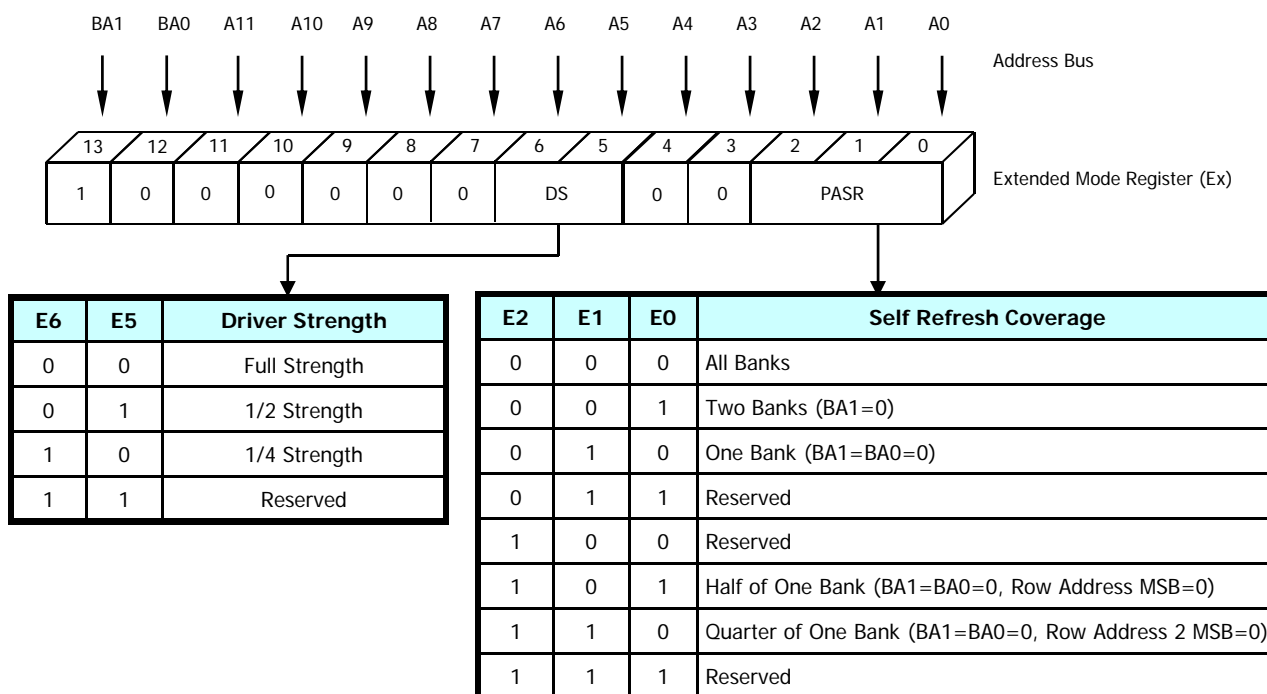 BA1 BA0 A11 A10 A9 A8 A7 A6 A5 A4 A3 A2 A1 A0
Address Bus
13 12 11 10 9 8 7 6 5 4 3 2 1 0
1 0 0 0 0 0 0 DS 0 0 PASR
Extended Mode Register (Ex)
E6 E5 Driver Strength
0 0 Full Strength
0 1 1/2 Strength
1 0 1/4 Strength
1 1 Reserved
E2 E1 E0 Self Refresh Coverage
0 0 0 All Banks
0 0 1 Two Banks (BA1=0)
0 1 0 One Bank (BA1=BA0=0)
0 1 1 Reserved
1 0 0 Reserved
1 0 1 Half of One Bank (BA1=BA0=0, Row Address MSB=0)
1 1 0 Quarter of One Bank (BA1=BA0=0, Row Address 2 MSB=0)
1 1 1 Reserved